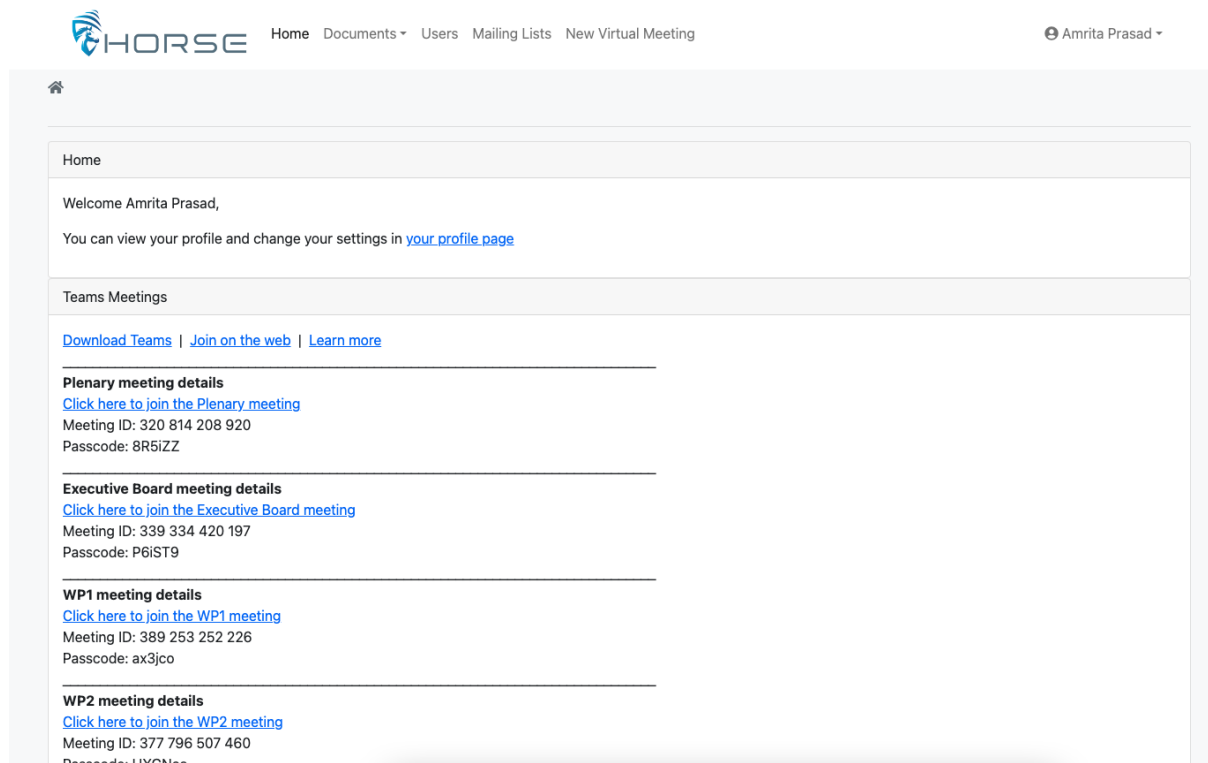 HORSE
Home Documents Users Mailing Lists New Virtual Meeting Amrita Prasad
Home
Welcome Amrita Prasad,
You can view your profile and change your settings in your profile page
Teams Meetings
Download Teams | Join on the web | Learn more
Plenary meeting details
Click here to join the Plenary meeting
Meeting ID: 320 814 208 920
Passcode: 8R5iZZ
Executive Board meeting details
Click here to join the Executive Board meeting
Meeting ID: 339 334 420 197
Passcode: P6iST9
WP1 meeting details
Click here to join the WP1 meeting
Meeting ID: 389 253 252 226
Passcode: ax3jco
WP2 meeting details
Click here to join the WP2 meeting
Meeting ID: 377 796 507 460